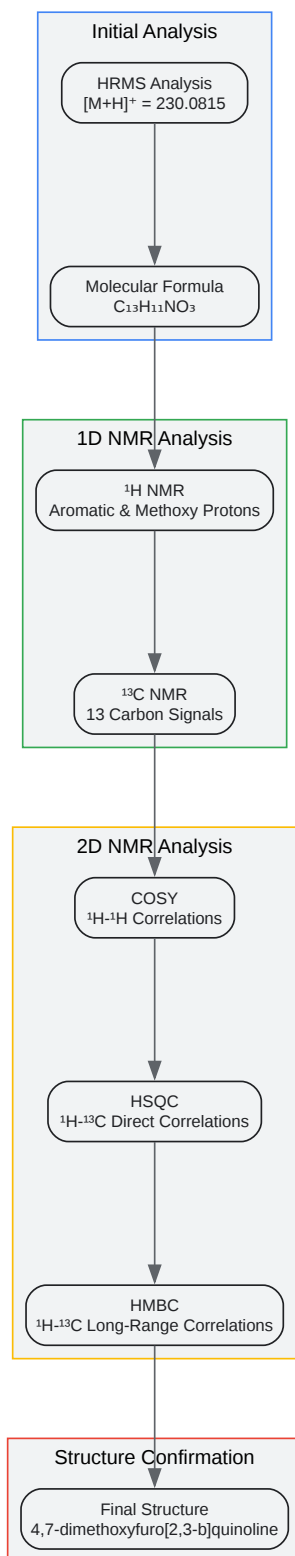 Initial Analysis
HRMS Analysis
[M+H]⁺ = 230.0815
Molecular Formula
C₁₃H₁₁NO₃
1D NMR Analysis
¹H NMR
Aromatic & Methoxy Protons
¹³C NMR
13 Carbon Signals
2D NMR Analysis
COSY
¹H-¹H Correlations
HSQC
¹H-¹³C Direct Correlations
HMBC
¹H-¹³C Long-Range Correlations
Structure Confirmation
Final Structure
4,7-dimethoxyfuro[2,3-b]quinoline